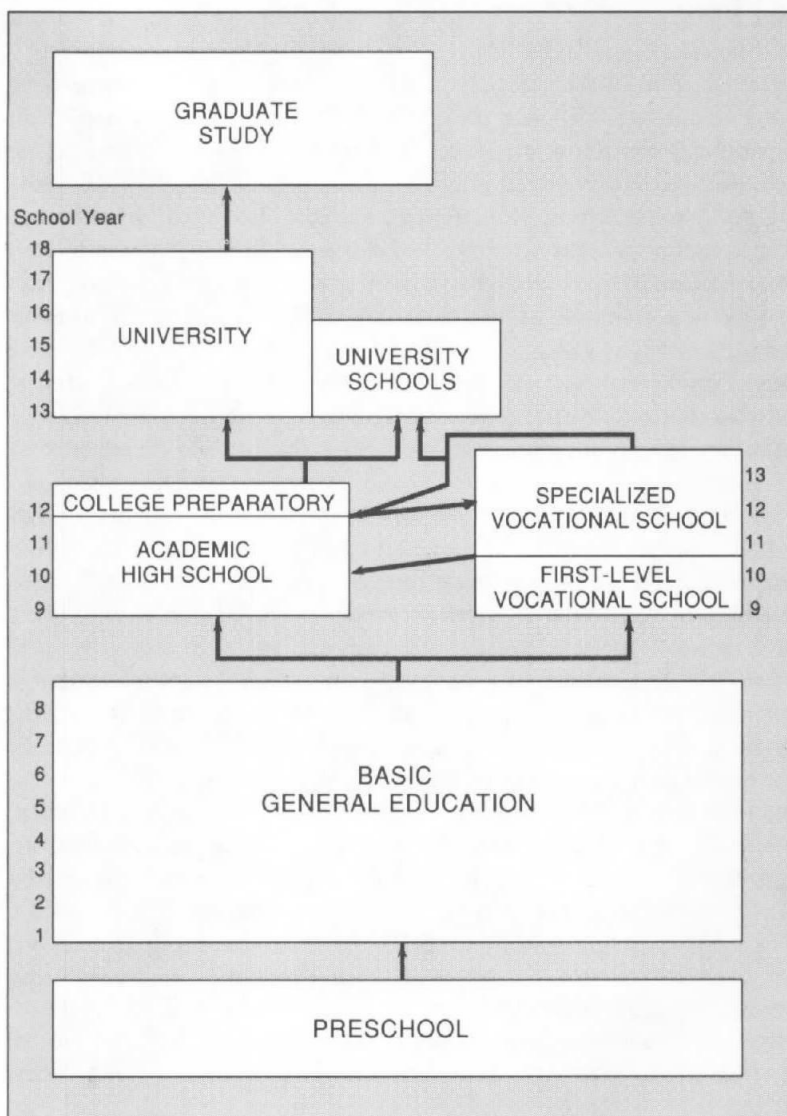 GRADUATE
STUDY
School Year
18
17
16
15
14
13
UNIVERSITY
UNIVERSITY
SCHOOLS
COLLEGE PREPARATORY
12
11
10
9
ACADEMIC
HIGH SCHOOL
SPECIALIZED
VOCATIONAL SCHOOL
FIRST-LEVEL
VOCATIONAL SCHOOL
13
12
11
10
9
8
7
6
5
4
3
2
1
BASIC
GENERAL EDUCATION
PRESCHOOL